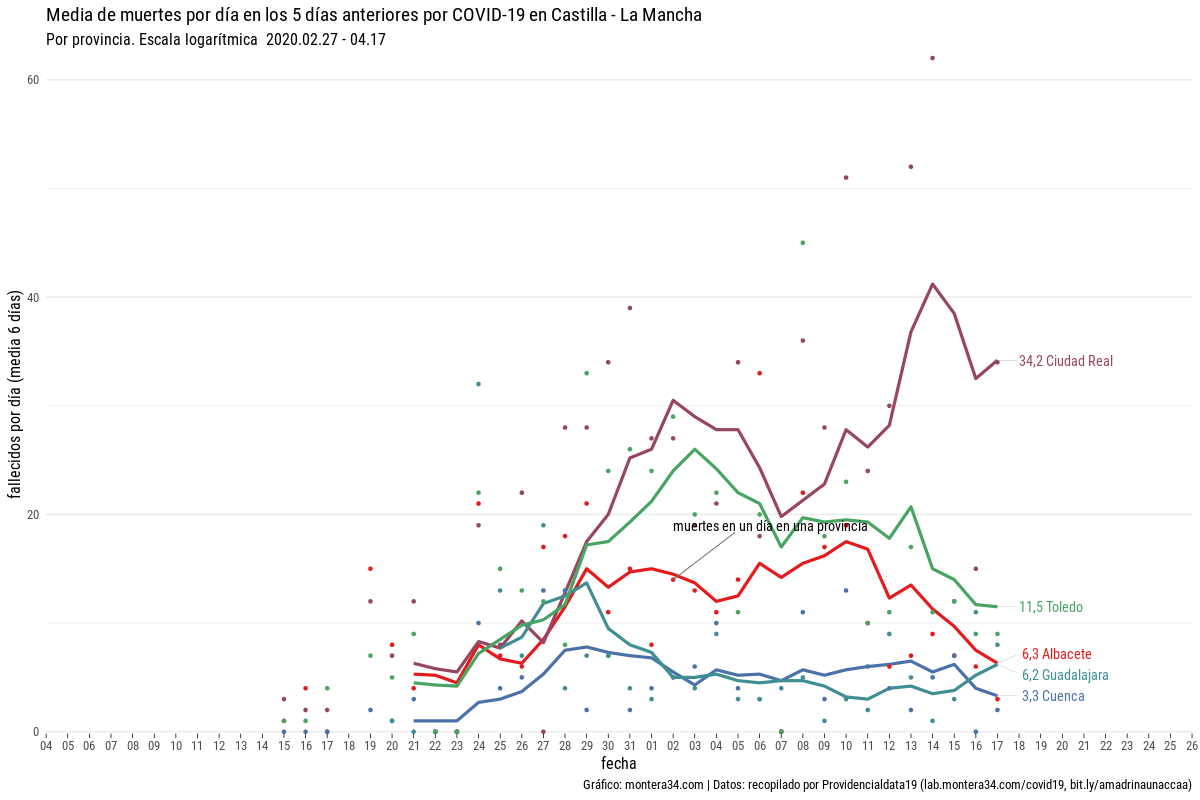 Media de muertes por día en los 5 días anteriores por COVID-19 en Castilla - La Mancha
Por provincia. Escala logarítmica 2020.02.27 - 04.17
60
40
20
0
fallecidos por día (media 6 días)
muertes en un día en una provincia
34,2 Ciudad Real
11,5 Toledo
6,3 Albacete
6,2 Guadalajara
3,3 Cuenca
04 05 06 07 08 09 10 11 12 13 14 15 16 17 18 19 20 21 22 23 24 25 26 27 28 29 30 31 01 02 03 04 05 06 07 08 09 10 11 12 13 14 15 16 17 18 19 20 21 22 23 24 25 26
fecha
Gráfico: montera34.com | Datos: recopilado por Providencialdata19 (lab.montera34.com/covid19, bit.ly/amadrinaunaccaa)